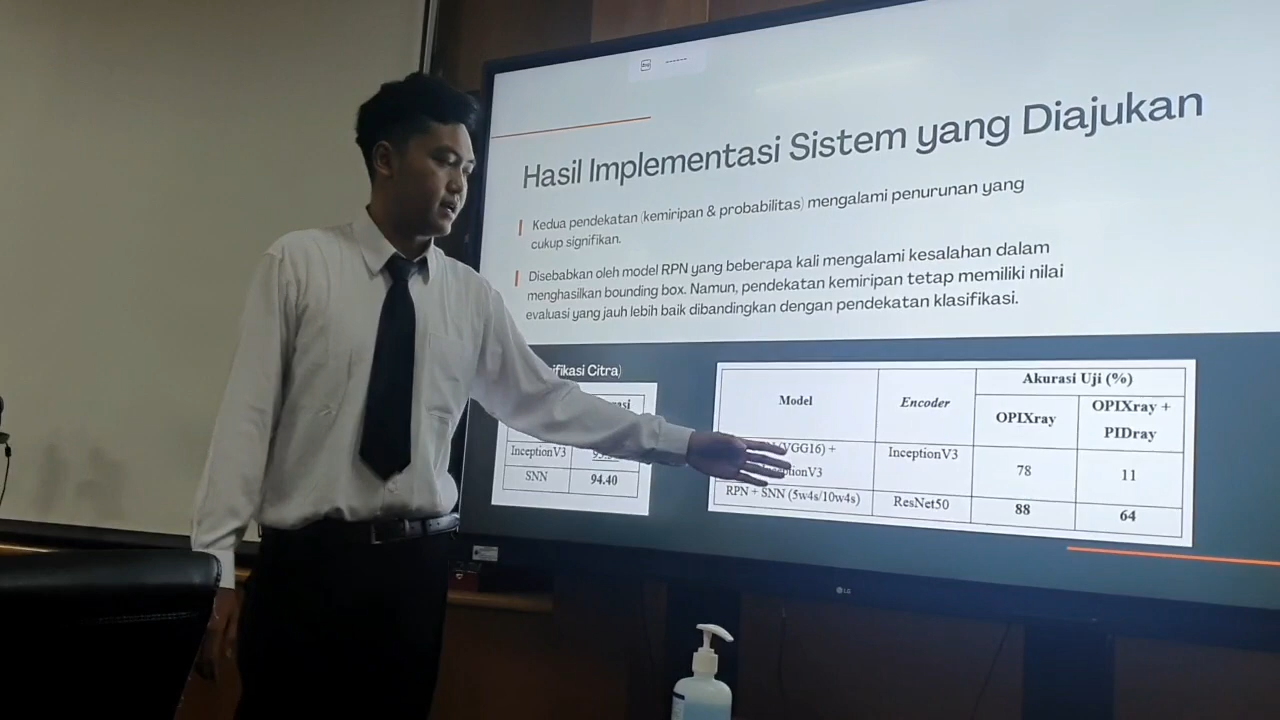 Hasil Implementasi Sistem yang Diajukan
Kedua pendekatan (kemiripan & probabilitas) mengalami penurunan yang
cukup signifikan.
Disebabkan oleh model RPN yang beberapa kali mengalami kesalahan dalam
menghasilkan bounding box. Namun, pendekatan kemiripan tetap memiliki nilai
evaluasi yang jauh lebih baik dibandingkan dengan pendekatan klasifikasi.
Citra)
InceptionV3
SNN 94.40
Model Encoder Akurasi Uji (%)
OPIXray OPIXray +
PIDray
(VGG16) + InceptionV3 78 11
RPN + SNN (5w4s/10w4s) ResNet50 88 64
LG